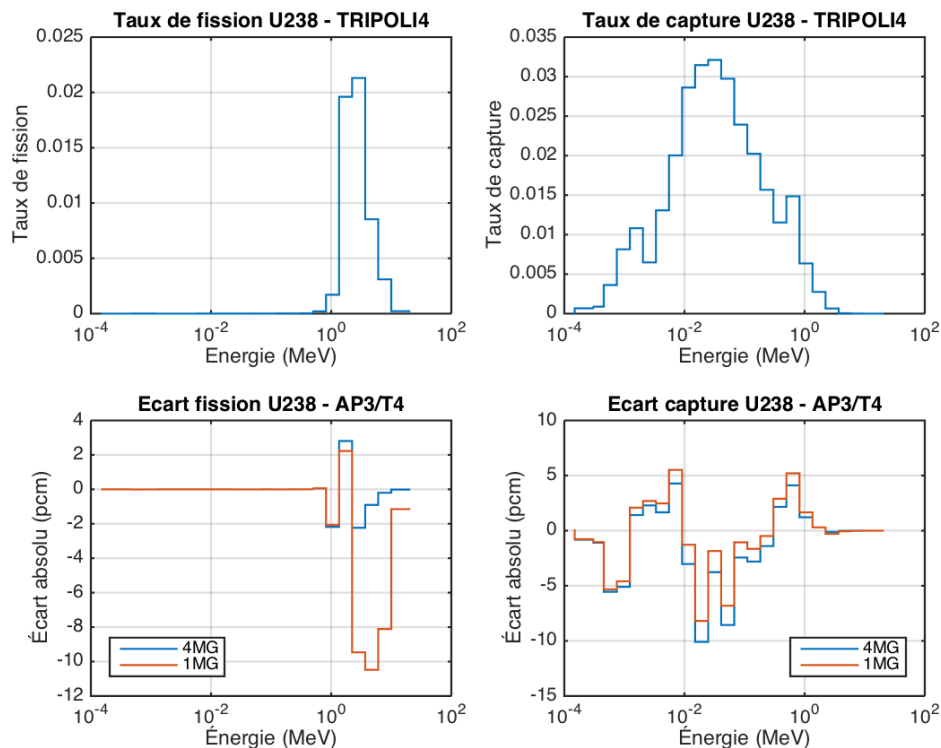 Taux de fission U238 - TRIPOLI4
0.025
0.02
0.015
0.01
0.005
0
Taux de fission
10^-4
10^-2
10^0
10^2
Energie (MeV)
Taux de capture U238 - TRIPOLI4
0.035
0.03
0.025
0.02
0.015
0.01
0.005
0
Taux de capture
10^-4
10^-2
10^0
10^2
Energie (MeV)
Ecart fission U238 - AP3/T4
4
2
0
-2
-4
-6
-8
-10
-12
Écart absolu (pcm)
4MG
1MG
10^-4
10^-2
10^0
10^2
Énergie (MeV)
Ecart capture U238 - AP3/T4
10
5
0
-5
-10
-15
Écart absolu (pcm)
4MG
1MG
10^-4
10^-2
10^0
10^2
Énergie (MeV)